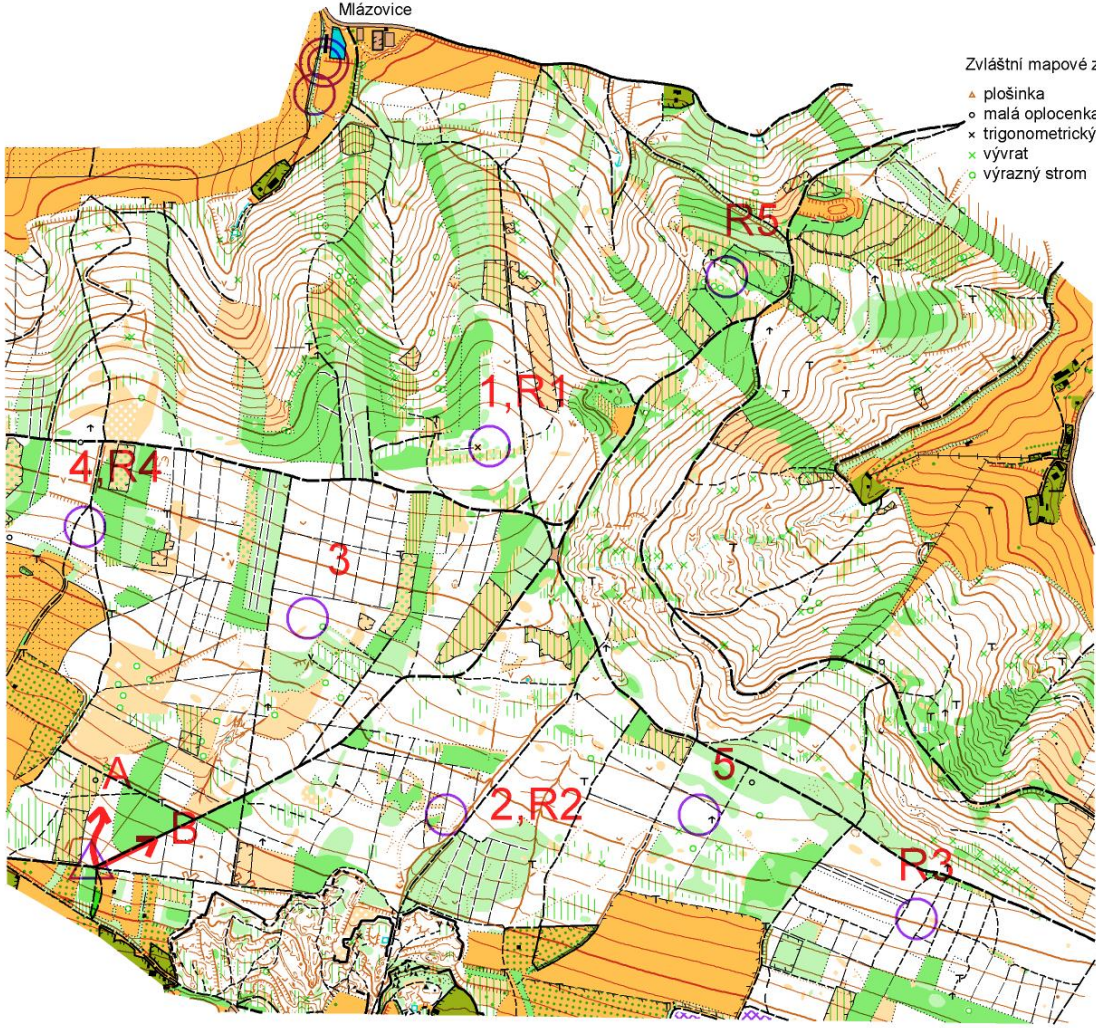 Mlázovice
Zvláštní mapové z
plošinka
malá oplocenka
trigonometrický
vývrat
výrazný strom
R5
1,R1
4,R4
3
A
B
2,R2
5
R3